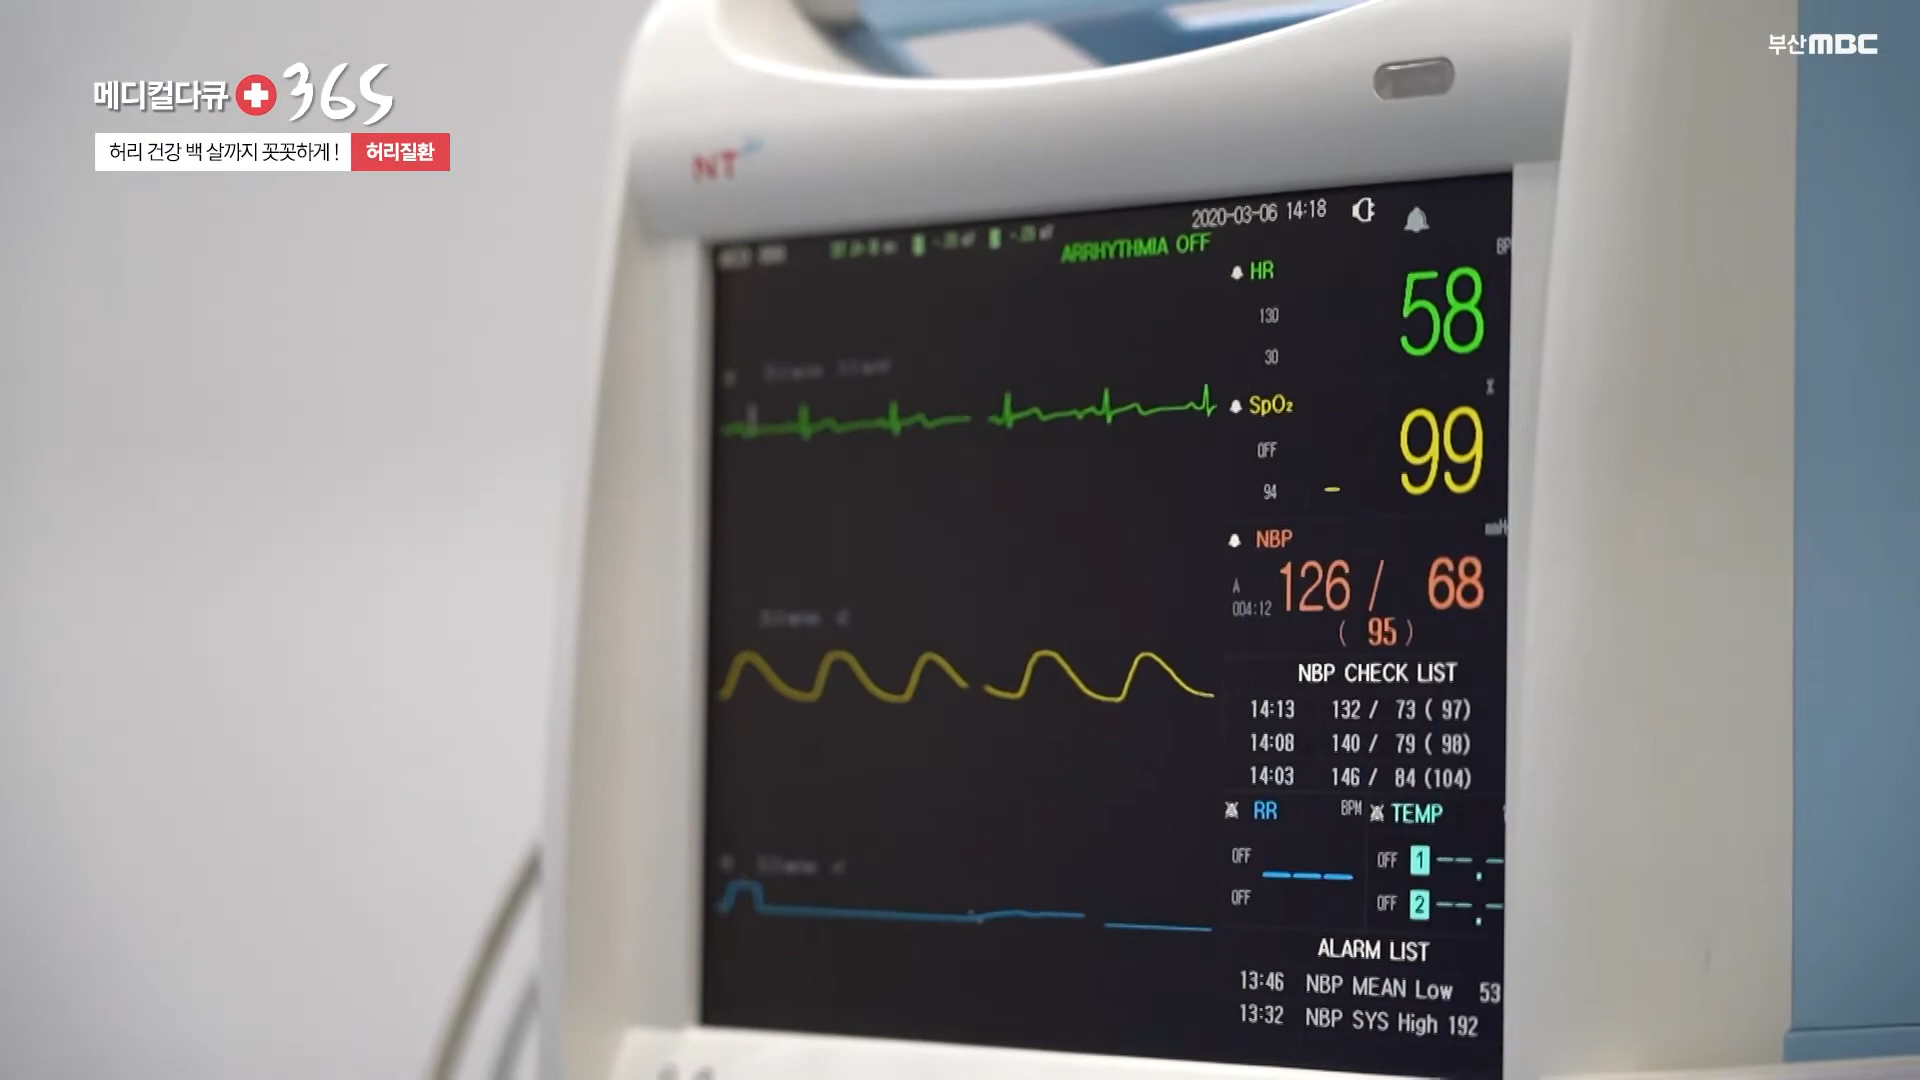 메디컬다큐 365
허리 건강 백 살까지 꼿꼿하게 ! 허리질환
부산MBC
NT
2020-03-06 14:18
ARRHYTHMIA OFF
HR
130
30
58
SpO₂
OFF
94
99
NBP
A
004:12
126 / 68
( 95 )
NBP CHECK LIST
14:13 132 / 73 ( 97)
14:08 140 / 79 ( 98)
14:03 146 / 84 (104)
RR BPM TEMP
OFF OFF 1 --.-
OFF OFF 2 --.-
ALARM LIST
13:46 NBP MEAN Low 53
13:32 NBP SYS High 192